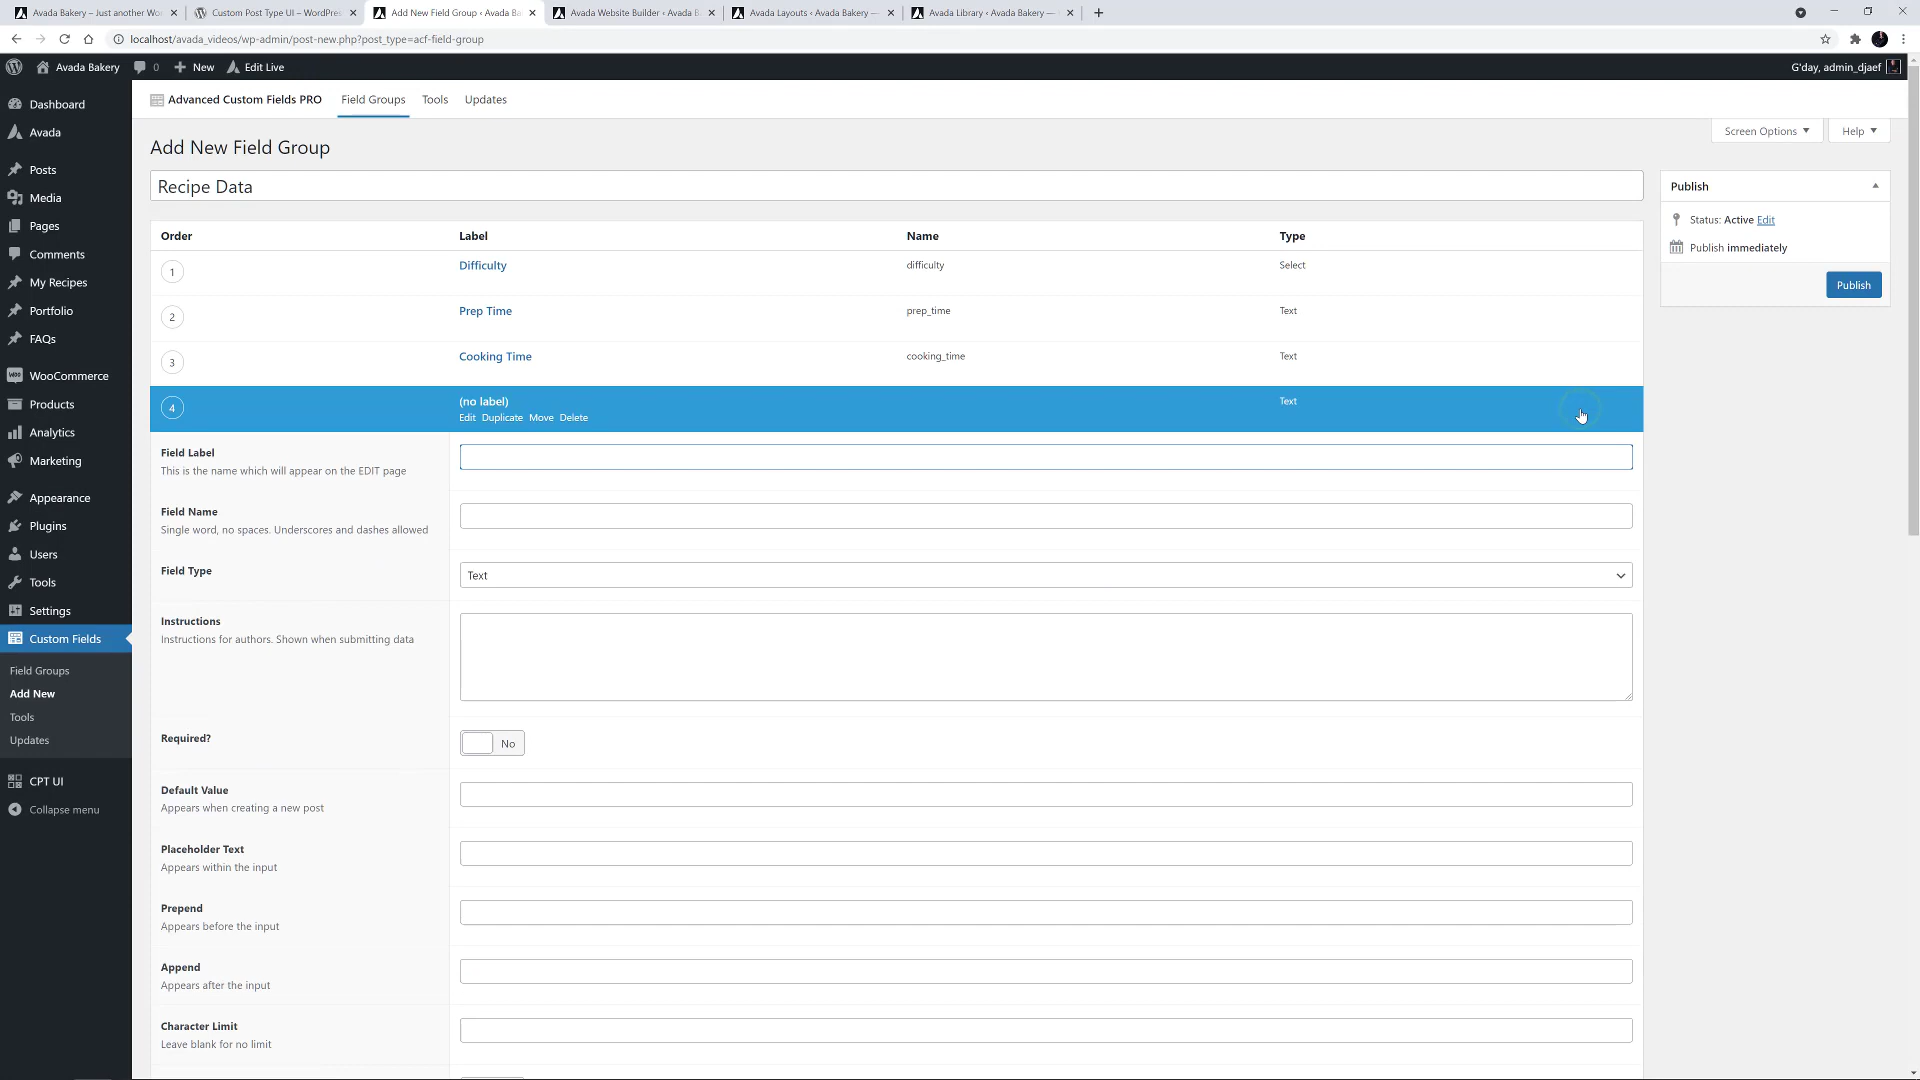 Avada Bakery – Just another Wo
Custom Post Type UI – WordPres
Add New Field Group ‹ Avada Ba
Avada Website Builder ‹ Avada B
Avada Layouts ‹ Avada Bakery —
Avada Library ‹ Avada Bakery —
localhost/avada_videos/wp-admin/post-new.php?post_type=acf-field-group
Avada Bakery 0 New Edit Live
G'day, admin_djaef
Dashboard
Avada
Posts
Media
Pages
Comments
My Recipes
Portfolio
FAQs
WooCommerce
Products
Analytics
Marketing
Appearance
Plugins
Users
Tools
Settings
Custom Fields
Field Groups
Add New
Tools
Updates
CPT UI
Collapse menu
Advanced Custom Fields PRO Field Groups Tools Updates
Screen Options Help
Add New Field Group
Recipe Data
Order Label Name Type
1 Difficulty difficulty Select
2 Prep Time prep_time Text
3 Cooking Time cooking_time Text
4 (no label) Text
Edit Duplicate Move Delete
Field Label
This is the name which will appear on the EDIT page
Field Name
Single word, no spaces. Underscores and dashes allowed
Field Type Text
Instructions
Instructions for authors. Shown when submitting data
Required? No
Default Value
Appears when creating a new post
Placeholder Text
Appears within the input
Prepend
Appears before the input
Append
Appears after the input
Character Limit
Leave blank for no limit
Publish
Status: Active Edit
Publish immediately
Publish